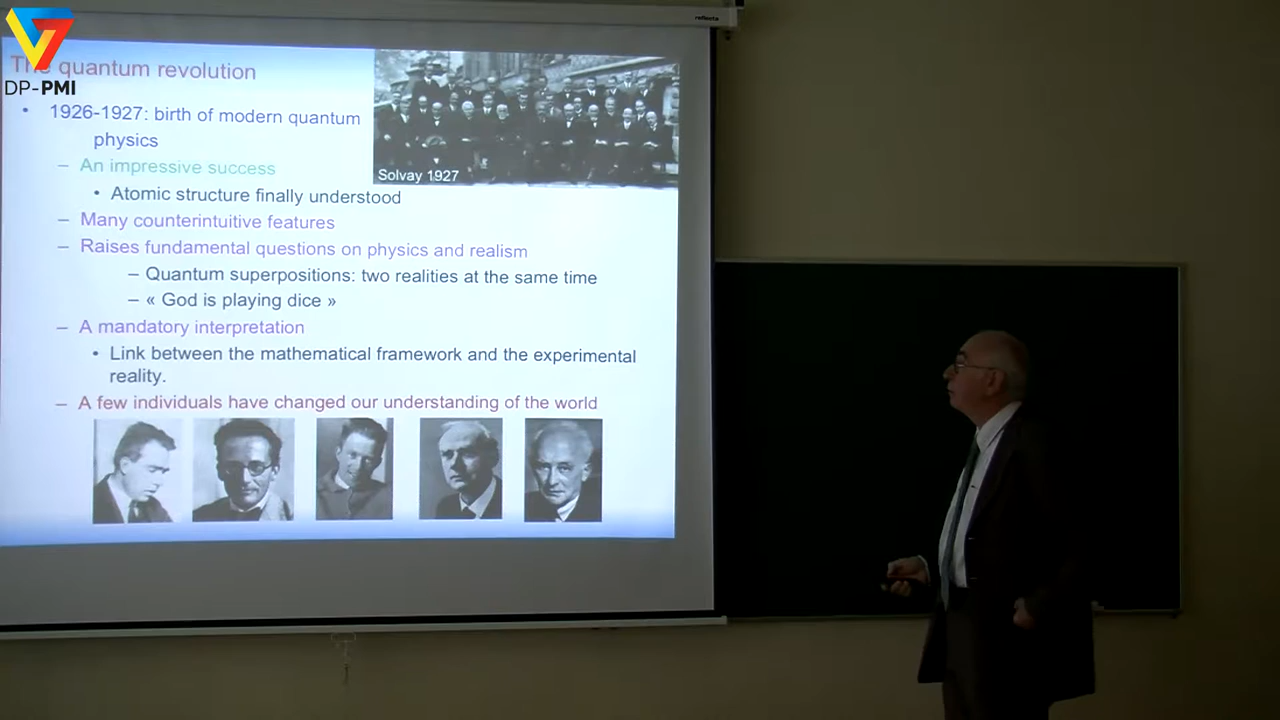 reflecta
The quantum revolution
DP-PMI
• 1926-1927: birth of modern quantum
physics
– An impressive success
Solvay 1927
• Atomic structure finally understood
– Many counterintuitive features
– Raises fundamental questions on physics and realism
– Quantum superpositions: two realities at the same time
– « God is playing dice »
– A mandatory interpretation
• Link between the mathematical framework and the experimental
reality.
– A few individuals have changed our understanding of the world